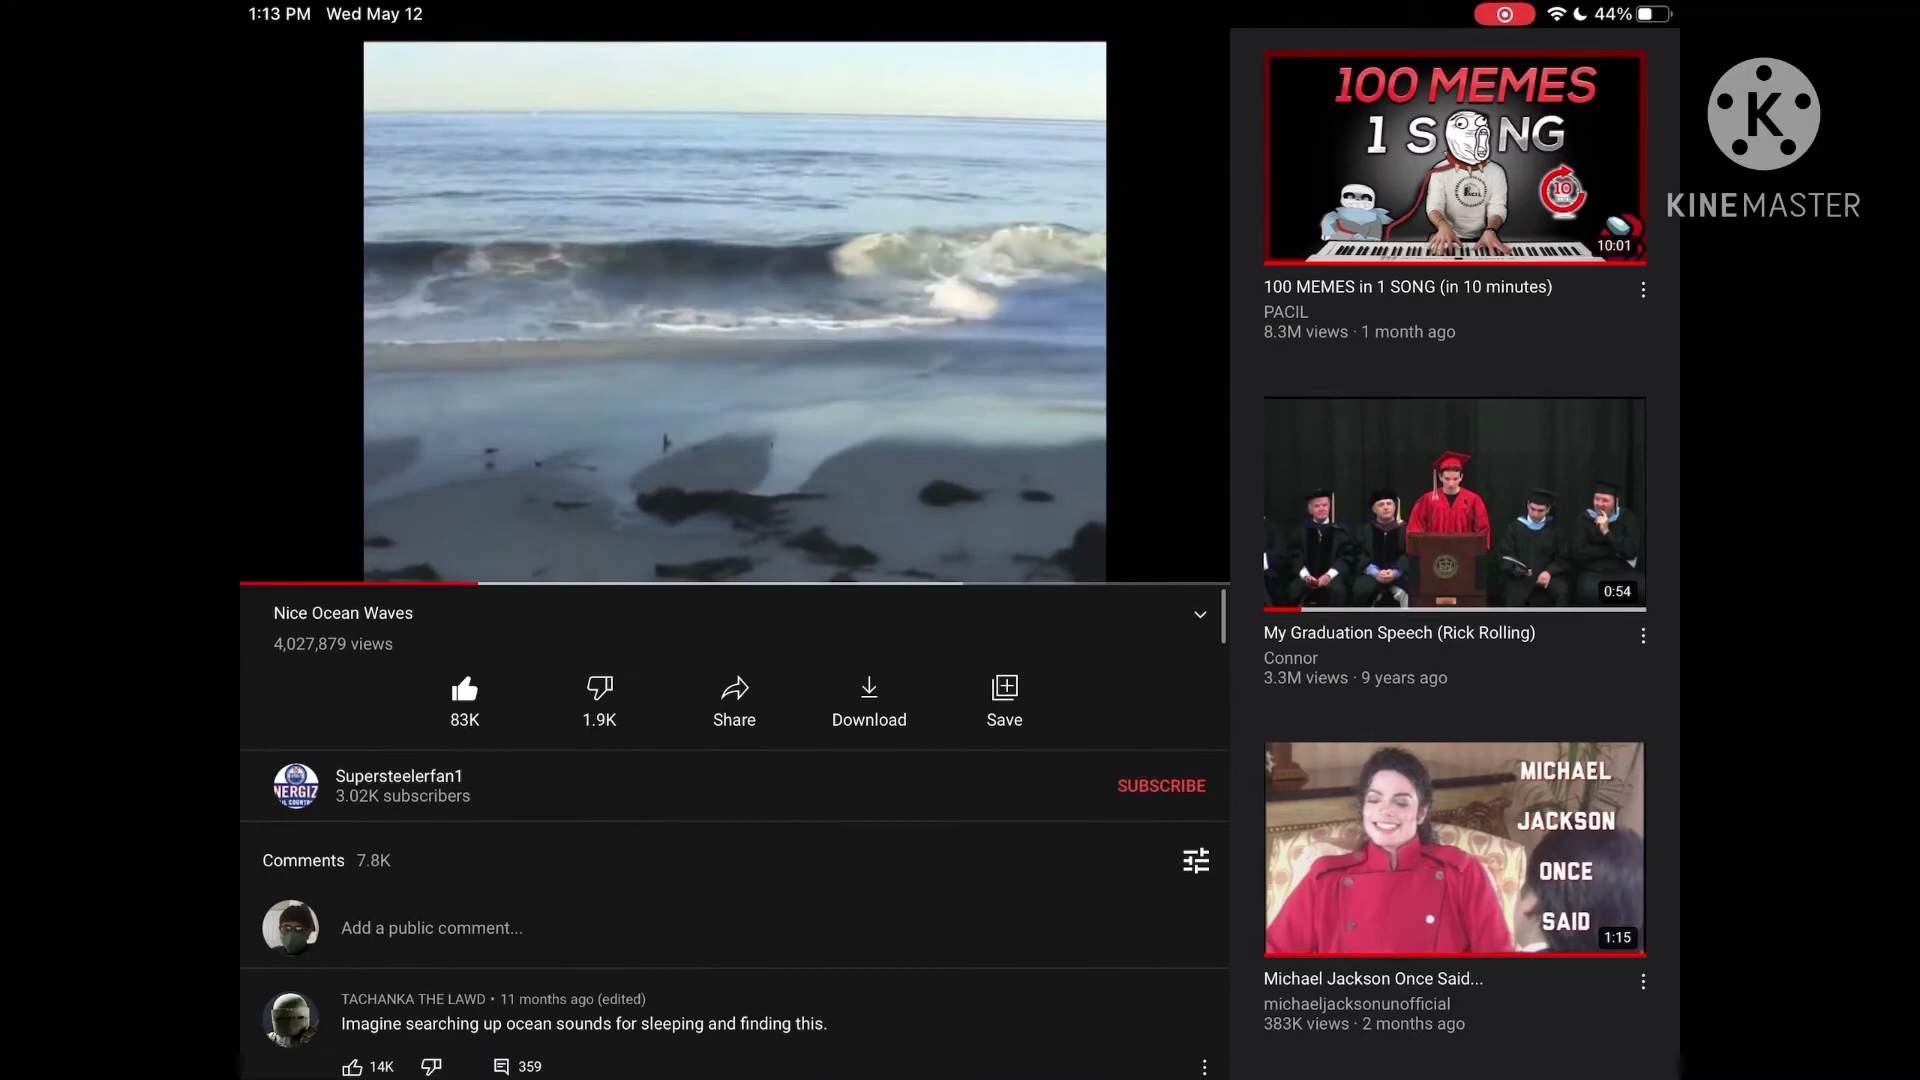 1:13 PM Wed May 12
44%
Nice Ocean Waves
4,027,879 views
83K
1.9K
Share
Download
Save
Supersteelerfan1
3.02K subscribers
SUBSCRIBE
Comments 7.8K
Add a public comment...
TACHANKA THE LAWD • 11 months ago (edited)
Imagine searching up ocean sounds for sleeping and finding this.
14K
359
100 MEMES
1 SONG
10
10:01
100 MEMES in 1 SONG (in 10 minutes)
PACIL
8.3M views · 1 month ago
0:54
My Graduation Speech (Rick Rolling)
Connor
3.3M views · 9 years ago
MICHAEL
JACKSON
ONCE
SAID
1:15
Michael Jackson Once Said...
michaeljacksonunofficial
383K views · 2 months ago
K
KINEMASTER